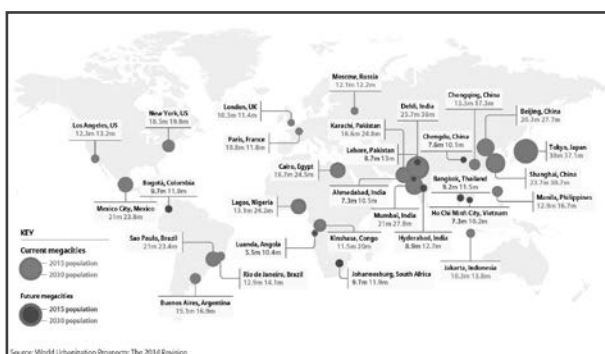 Moscow, Russia
12.1m 12.2m
London, UK
10.3m 11.4m
Paris, France
10.8m 11.8m
New York, US
18.5m 19.8m
Los Angeles, US
12.3m 13.2m
Mexico City, Mexico
21m 23.8m
Bogotá, Colombia
9.7m 11.9m
Sao Paulo, Brazil
21m 23.4m
Rio de Janeiro, Brazil
12.9m 14.1m
Buenos Aires, Argentina
15.1m 16.9m
Cairo, Egypt
18.7m 24.5m
Lagos, Nigeria
13.1m 24.2m
Luanda, Angola
5.5m 10.4m
Kinshasa, Congo
11.5m 20m
Johannesburg, South Africa
9.7m 11.9m
Dehli, India
25.7m 36m
Karachi, Pakistan
16.6m 24.8m
Lahore, Pakistan
8.7m 13m
Ahmedabad, India
7.3m 10.5m
Mumbai, India
21m 27.8m
Hyderabad, India
8.9m 12.7m
Chongqing, China
13.3m 17.3m
Chengdu, China
7.6m 10.1m
Beijing, China
20.3m 27.7m
Tokyo, Japan
38m 37.1m
Shanghai, China
23.7m 30.7m
Bangkok, Thailand
9.2m 11.5m
Manila, Philippines
12.9m 16.7m
Ho Chi Minh City, Vietnam
7.3m 10.2m
Jakarta, Indonesia
10.3m 13.8m
KEY
Current megacities
2015 population
2030 population
Future megacities
2015 population
2030 population
Source: World Urbanization Prospects: The 2014 Revision